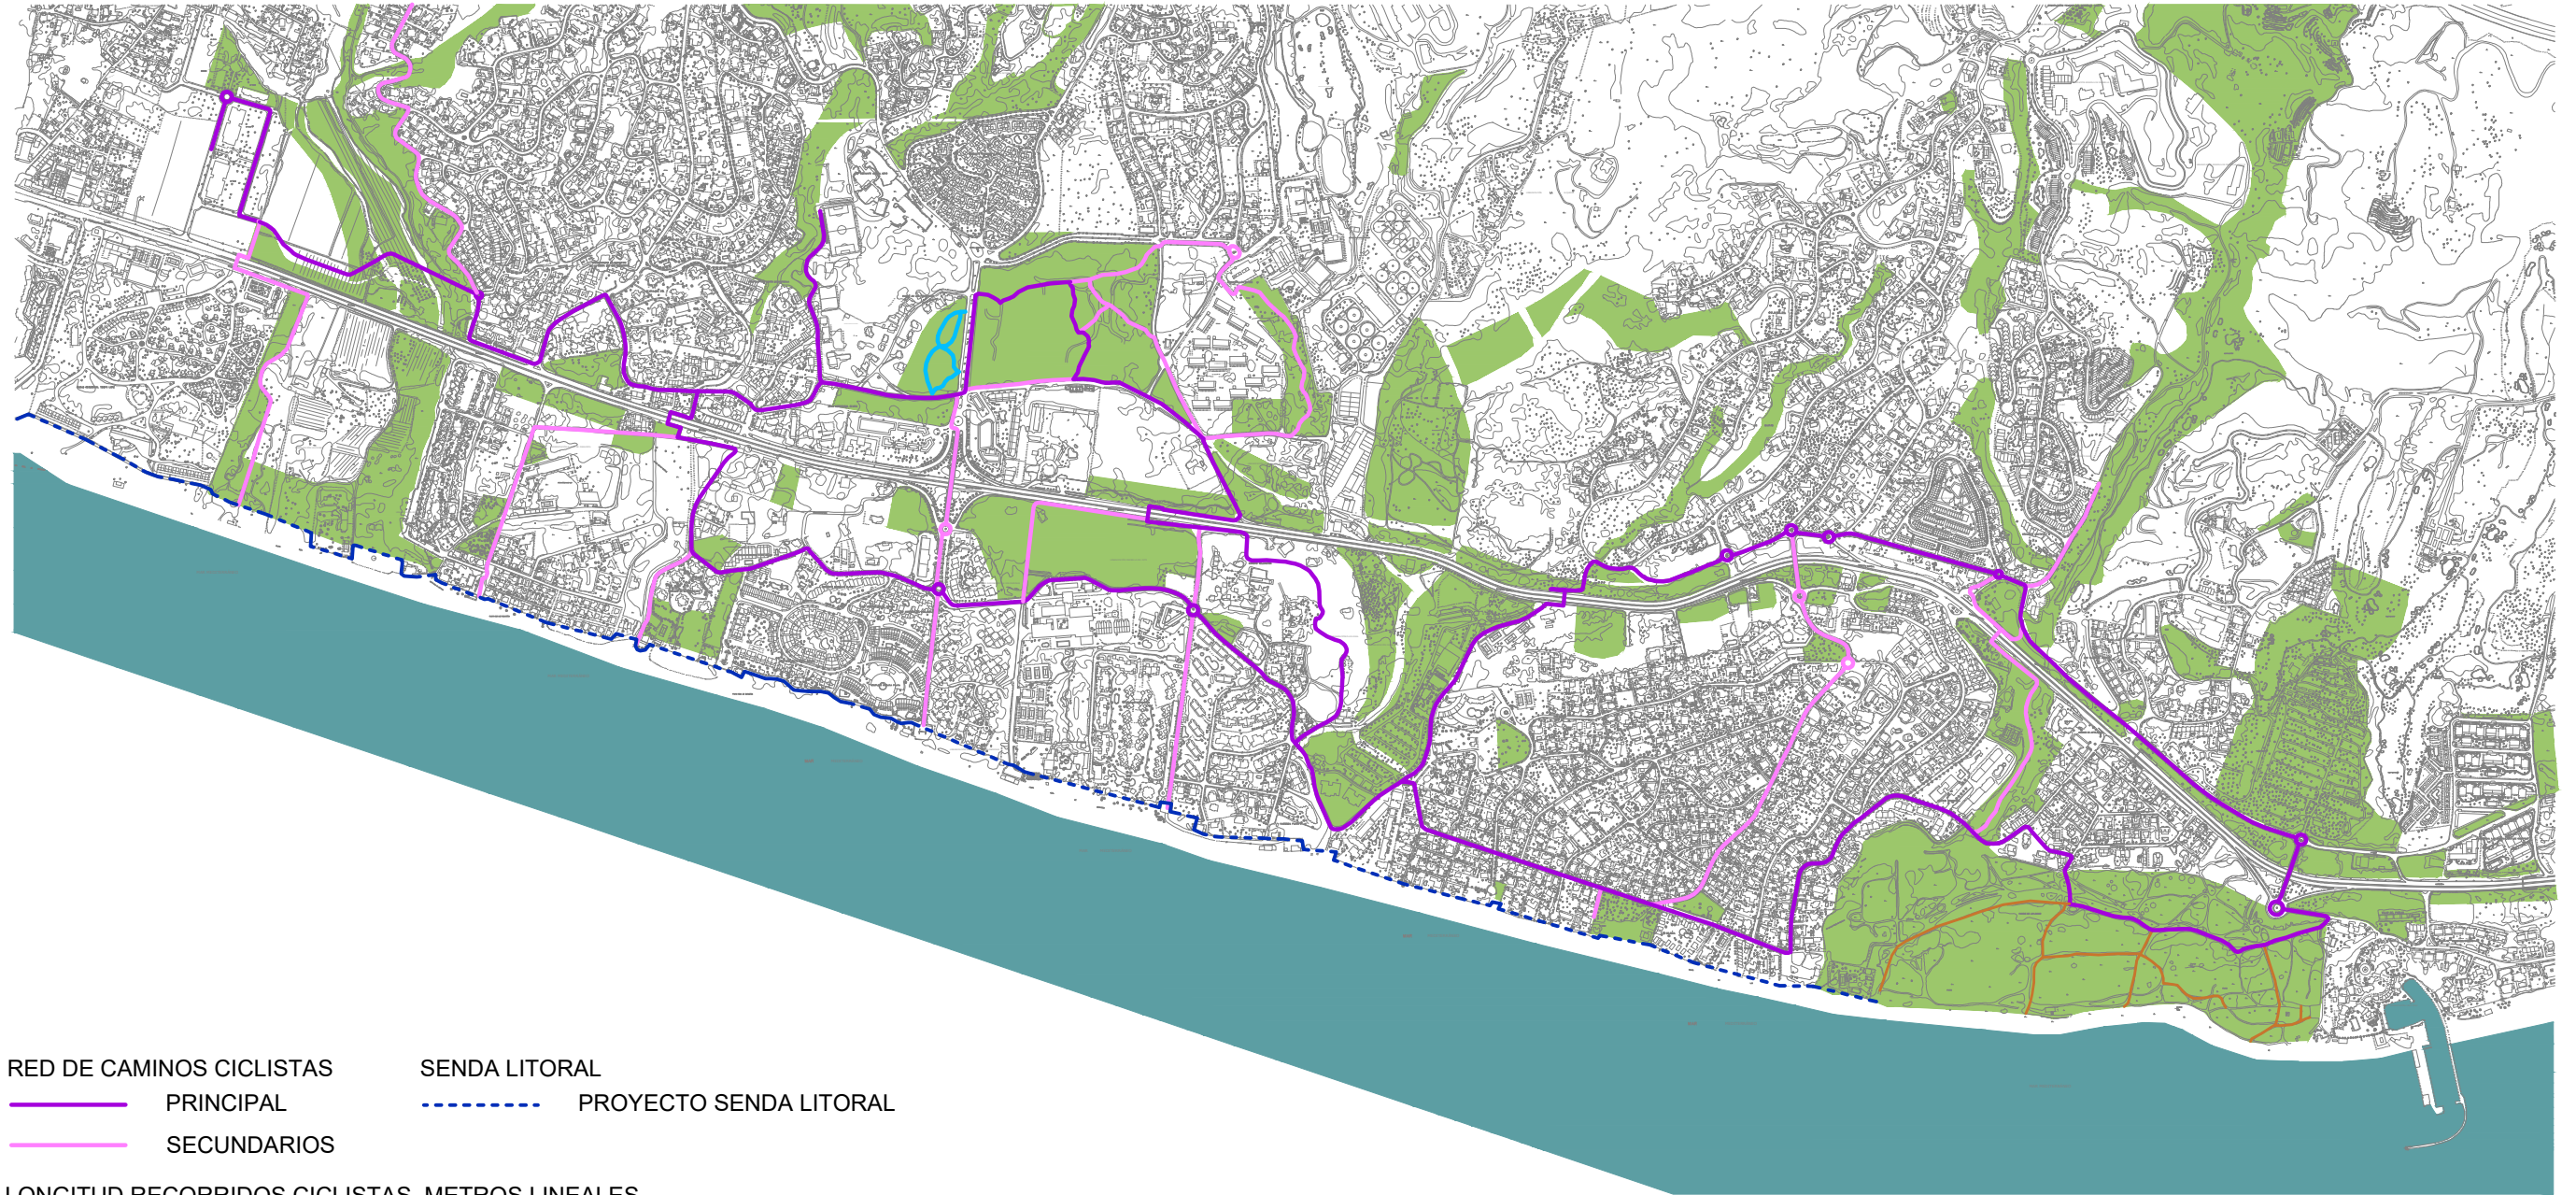 RED DE CAMINOS CICLISTAS
SENDA LITORAL
PRINCIPAL
PROYECTO SENDA LITORAL
SECUNDARIOS
LONGITUD RECORRIDOS CICLISTAS. METROS LINEALES